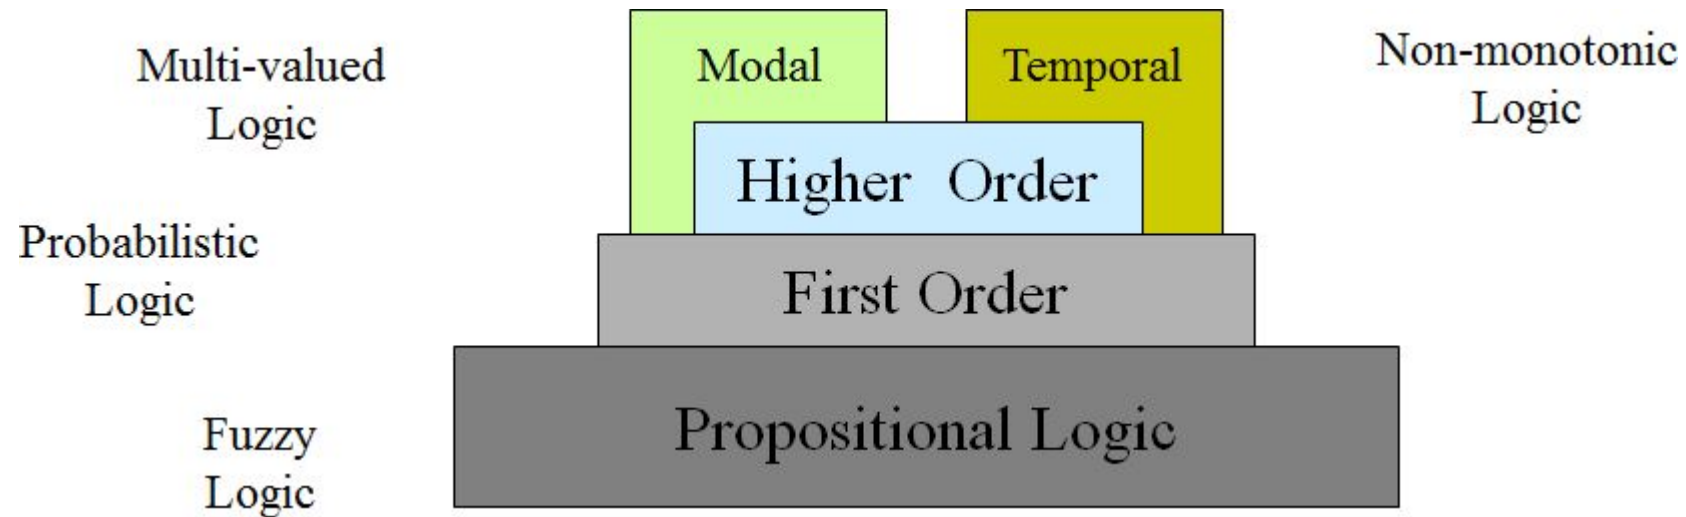 Multi-valued
Logic
Modal
Temporal
Non-monotonic
Logic
Higher Order
Probabilistic
Logic
First Order
Propositional Logic
Fuzzy
Logic